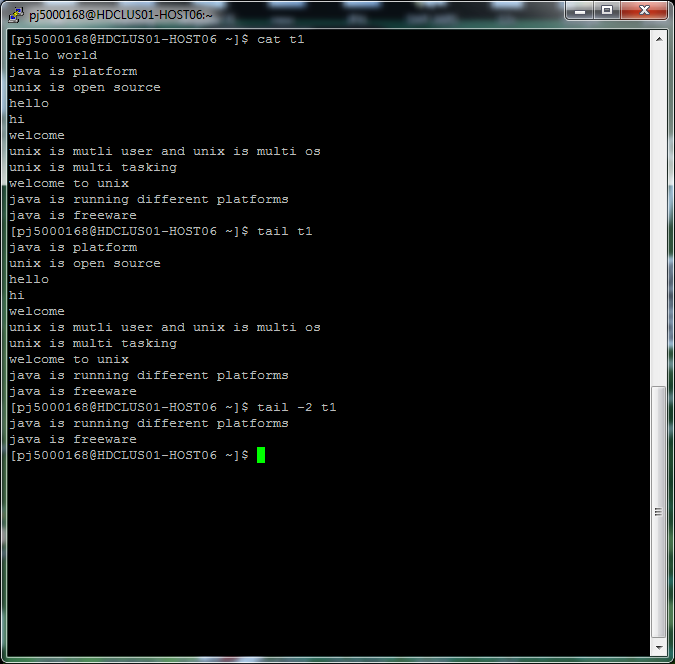 pj5000168@HDCLUS01-HOST06:~
[pj5000168@HDCLUS01-HOST06 ~]$ cat t1
hello world
java is platform
unix is open source
hello
hi
welcome
unix is mutli user and unix is multi os
unix is multi tasking
welcome to unix
java is running different platforms
java is freeware
[pj5000168@HDCLUS01-HOST06 ~]$ tail t1
java is platform
unix is open source
hello
hi
welcome
unix is mutli user and unix is multi os
unix is multi tasking
welcome to unix
java is running different platforms
java is freeware
[pj5000168@HDCLUS01-HOST06 ~]$ tail -2 t1
java is running different platforms
java is freeware
[pj5000168@HDCLUS01-HOST06 ~]$